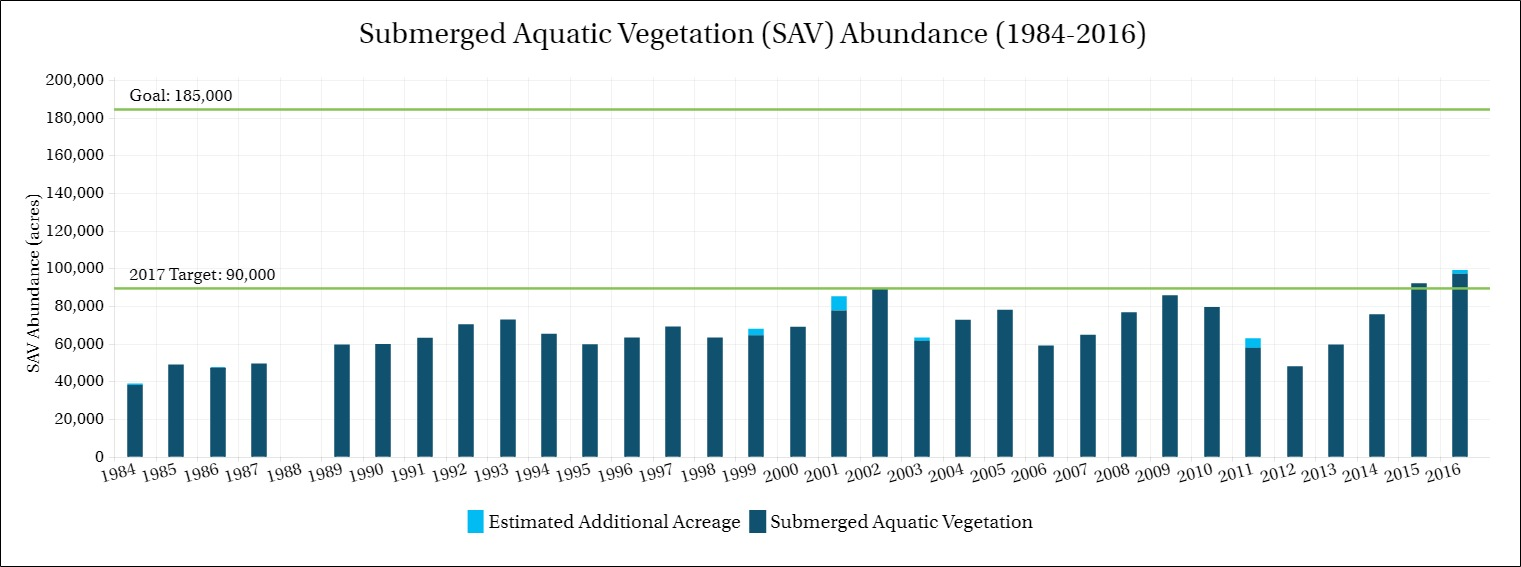 Submerged Aquatic Vegetation (SAV) Abundance (1984-2016)
SAV Abundance (acres)
200,000
Goal: 185,000
180,000
160,000
140,000
120,000
100,000
2017 Target: 90,000
80,000
60,000
40,000
20,000
0
1984 1985 1986 1987 1988 1989 1990 1991 1992 1993 1994 1995 1996 1997 1998 1999 2000 2001 2002 2003 2004 2005 2006 2007 2008 2009 2010 2011 2012 2013 2014 2015 2016
Estimated Additional Acreage Submerged Aquatic Vegetation